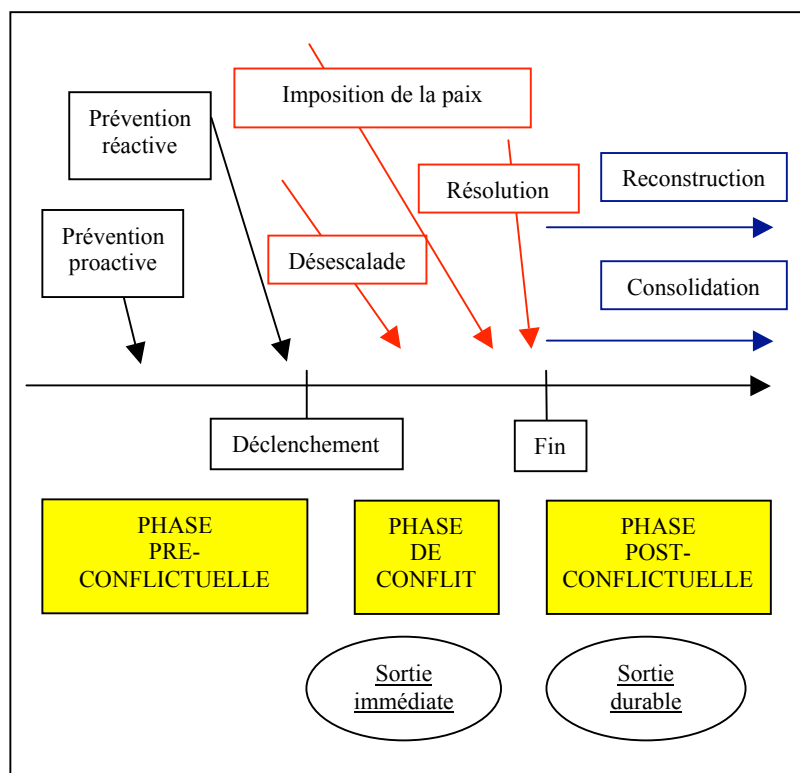 Imposition de la paix
Prévention
réactive
Résolution
Reconstruction
Prévention
proactive
Désescalade
Consolidation
Déclenchement
Fin
PHASE
PRE-
CONFLICTUELLE
PHASE
DE
CONFLIT
PHASE
POST-
CONFLICTUELLE
Sortie
immédiate
Sortie
durable